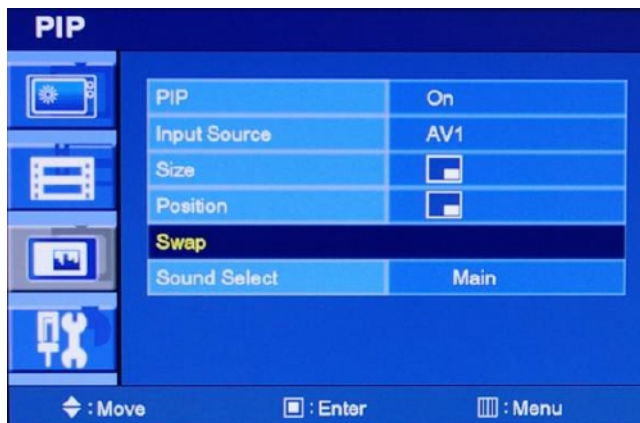 PIP
PIP On
Input Source AV1
Size
Position
Swap
Sound Select Main
: Move : Enter : Menu